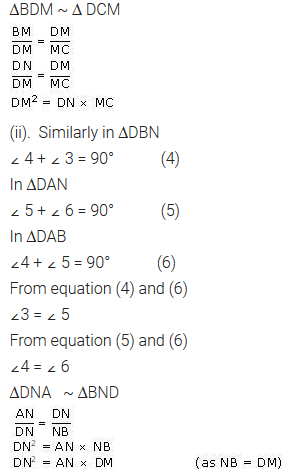 ΔBDM ~ Δ DCM
BM/DM = DM/MC
DN/DM = DM/MC
DM² = DN × MC
(ii). Similarly in ΔDBN
∠ 4 + ∠ 3 = 90° (4)
In ΔDAN
∠ 5 + ∠ 6 = 90° (5)
In ΔDAB
∠4 + ∠ 5 = 90° (6)
From equation (4) and (6)
∠3 = ∠ 5
From equation (5) and (6)
∠4 = ∠ 6
ΔDNA ~ ΔBND
AN/DN = DN/NB
DN² = AN × NB
DN² = AN × DM (as NB = DM)